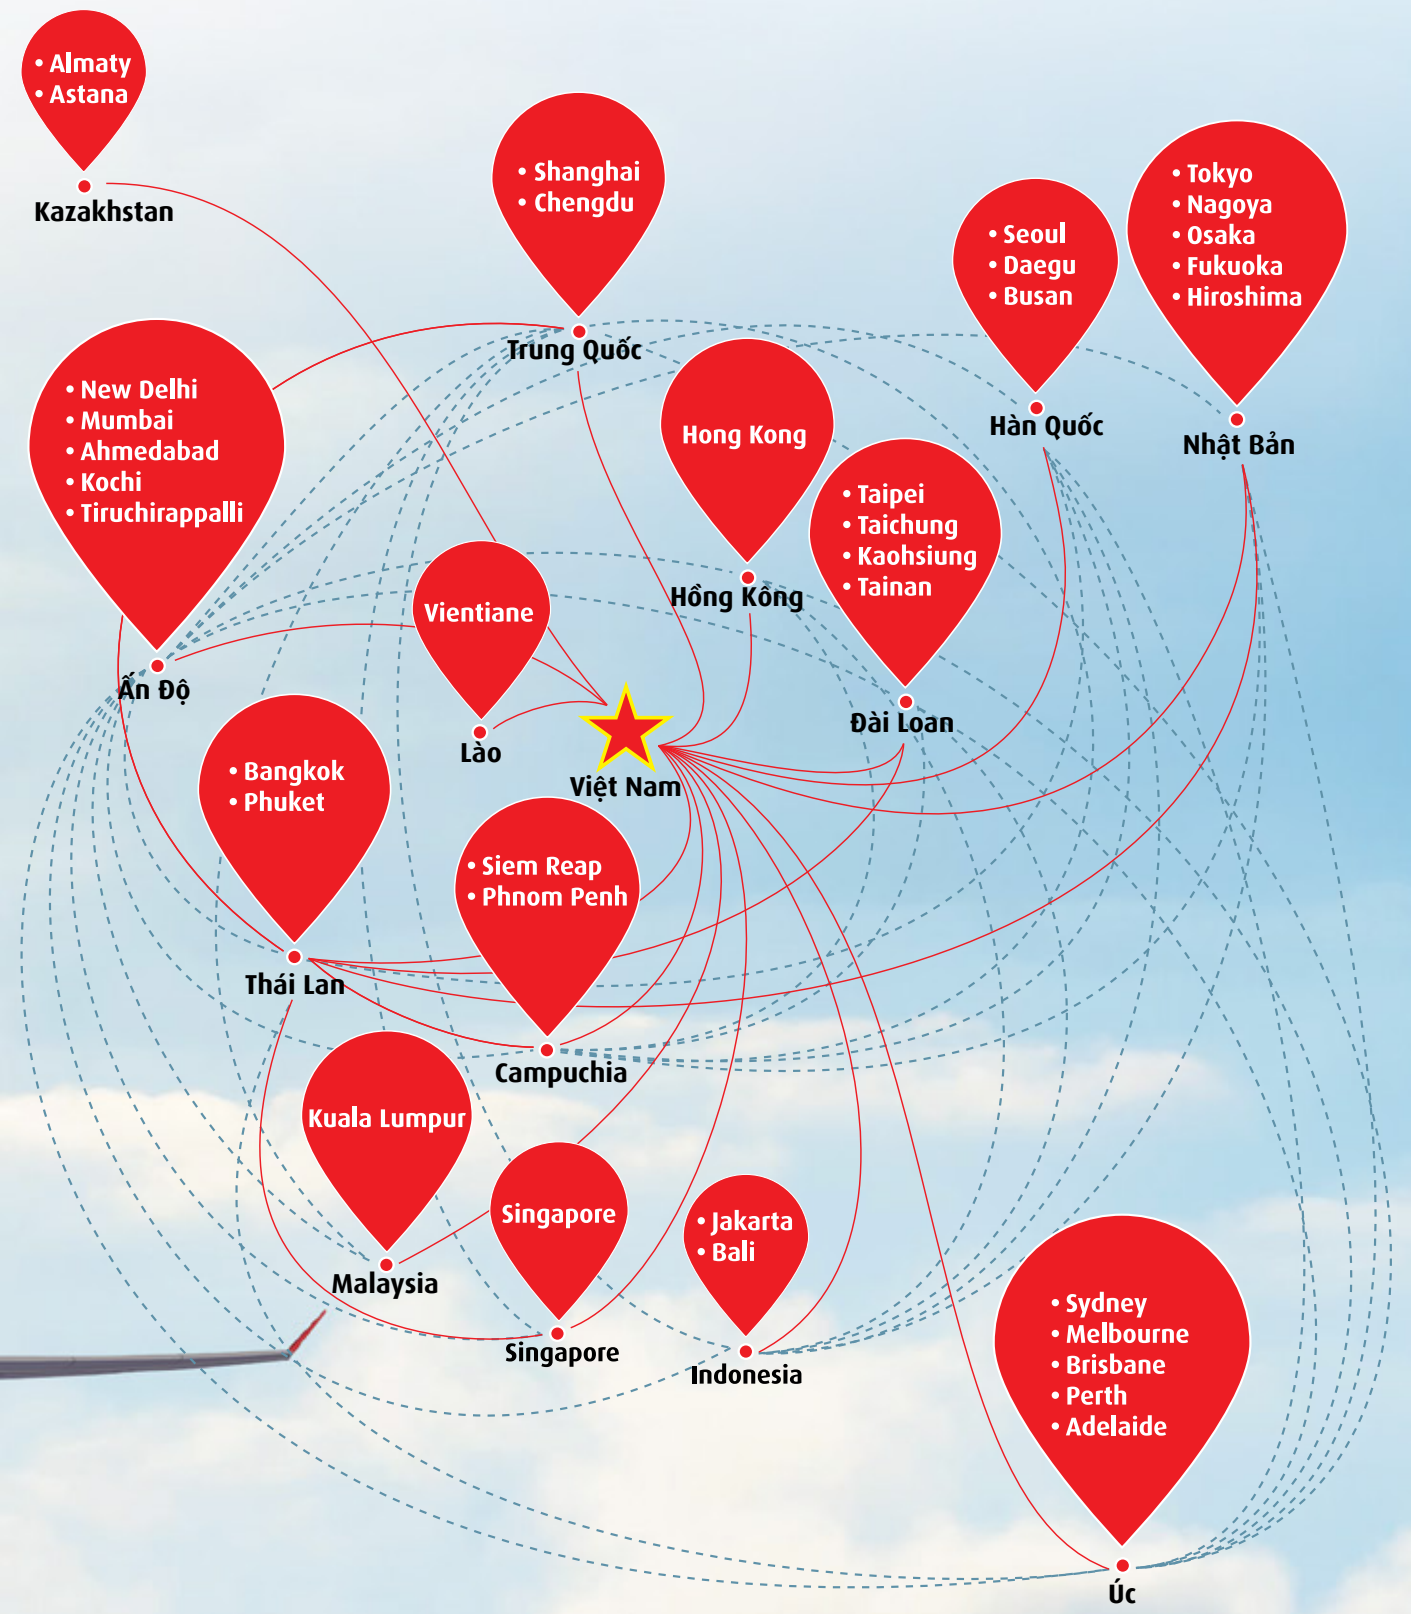 • Almaty
• Astana
Kazakhstan
• Shanghai
• Chengdu
Trung Quốc
• Seoul
• Daegu
• Busan
Hàn Quốc
• Tokyo
• Nagoya
• Osaka
• Fukuoka
• Hiroshima
Nhật Bản
• New Delhi
• Mumbai
• Ahmedabad
• Kochi
• Tiruchirappalli
Ấn Độ
Hong Kong
Hồng Kông
• Taipei
• Taichung
• Kaohsiung
• Tainan
Đài Loan
Vientiane
Lào
Việt Nam
• Bangkok
• Phuket
Thái Lan
• Siem Reap
• Phnom Penh
Campuchia
Kuala Lumpur
Malaysia
Singapore
Singapore
• Jakarta
• Bali
Indonesia
• Sydney
• Melbourne
• Brisbane
• Perth
• Adelaide
Úc